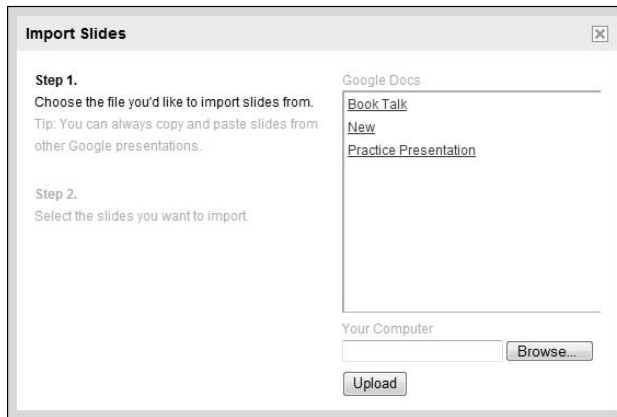 Import Slides
Step 1.
Choose the file you'd like to import slides from.
Tip: You can always copy and paste slides from
other Google presentations.
Step 2.
Select the slides you want to import.
Google Docs
Book Talk
New
Practice Presentation
Your Computer
Browse...
Upload